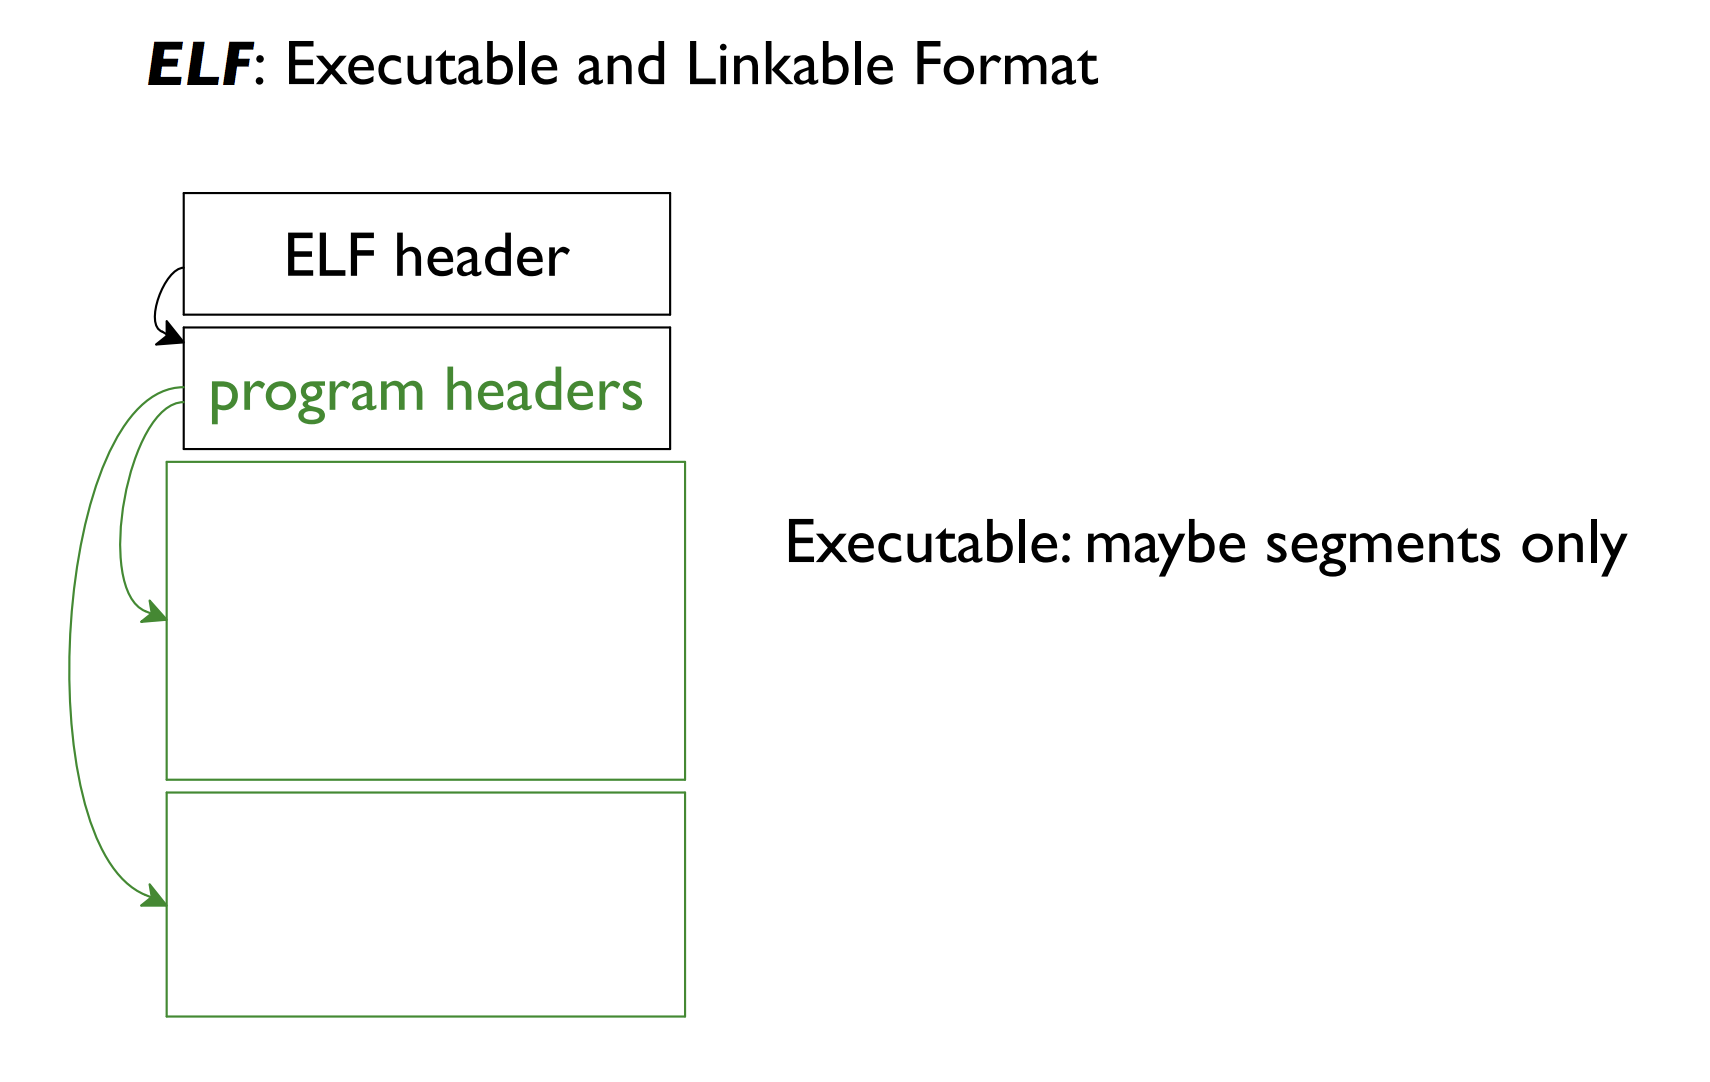 ELF: Executable and Linkable Format
ELF header
program headers
Executable: maybe segments only